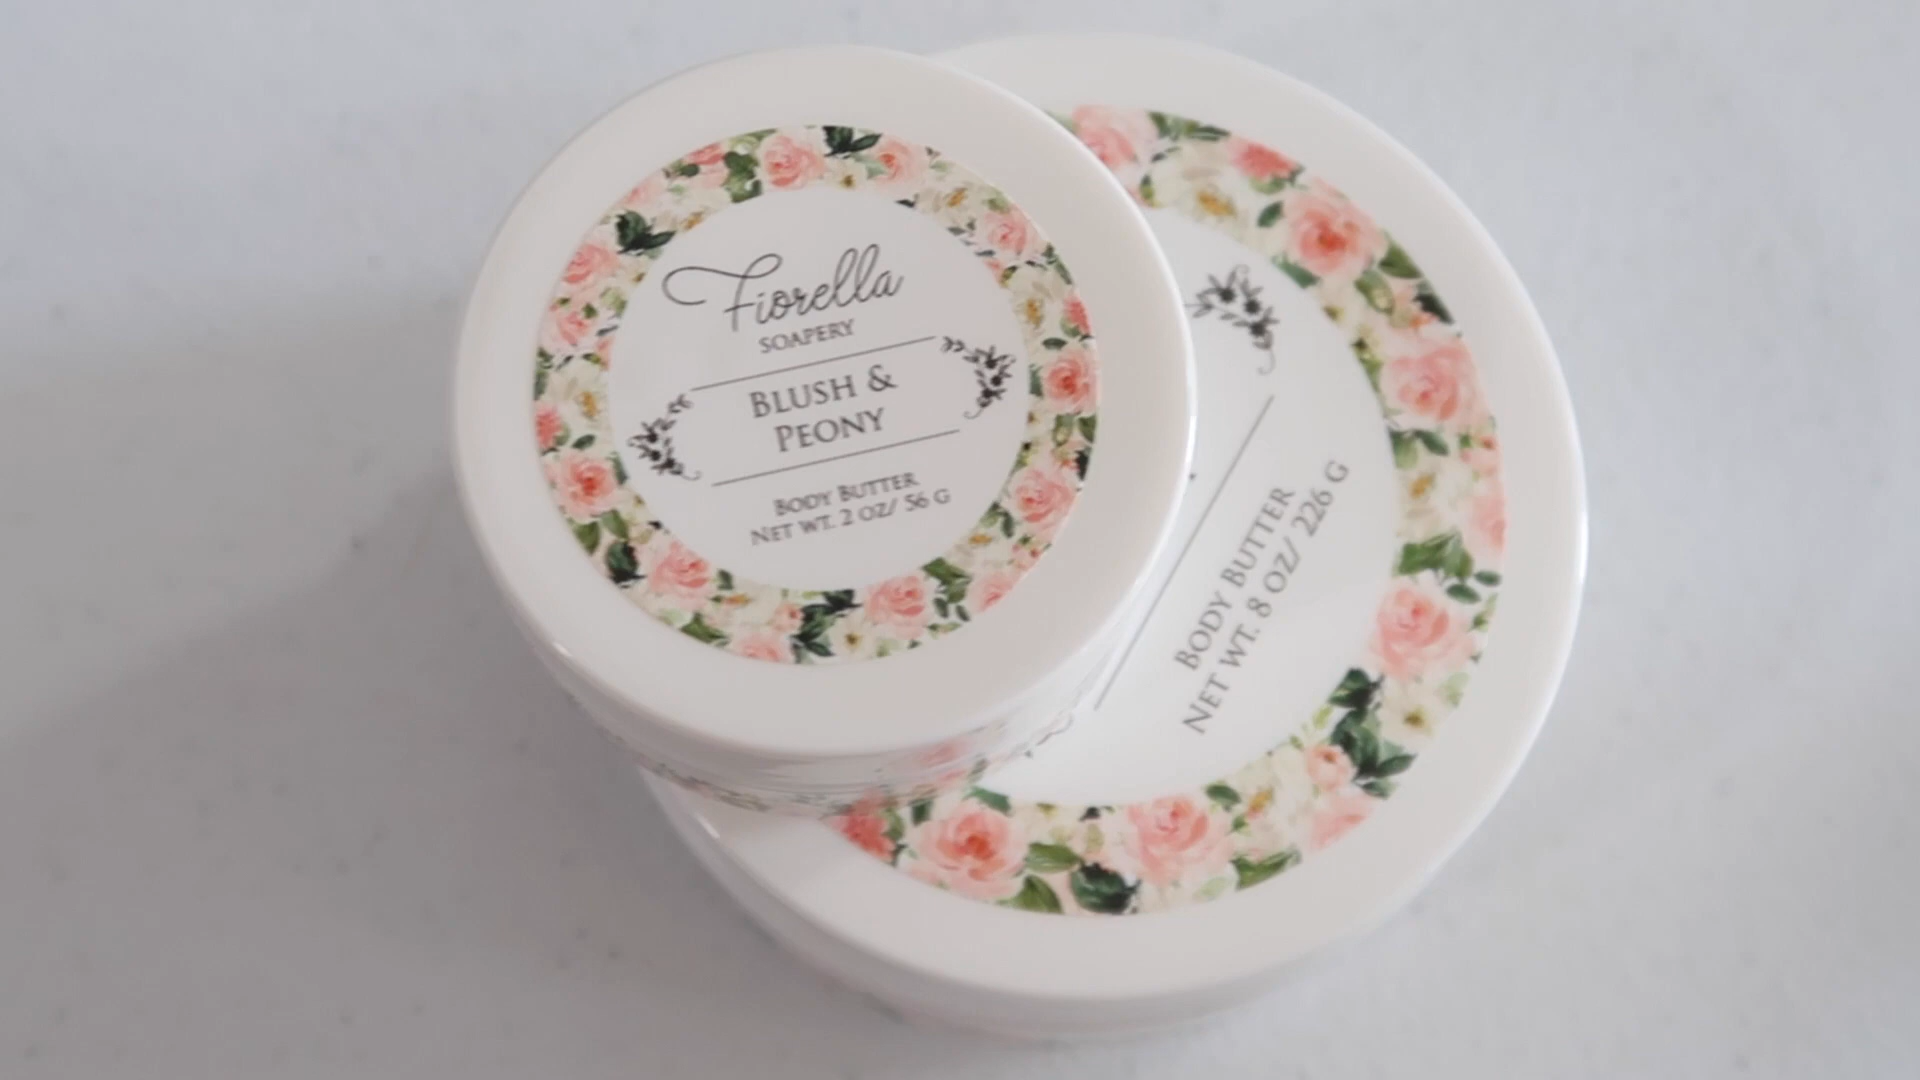 Fiorella
SOAPERY
BLUSH &
PEONY
BODY BUTTER
NET WT. 2 OZ/ 56 G
BODY BUTTER
NET WT. 8 OZ/ 226 G